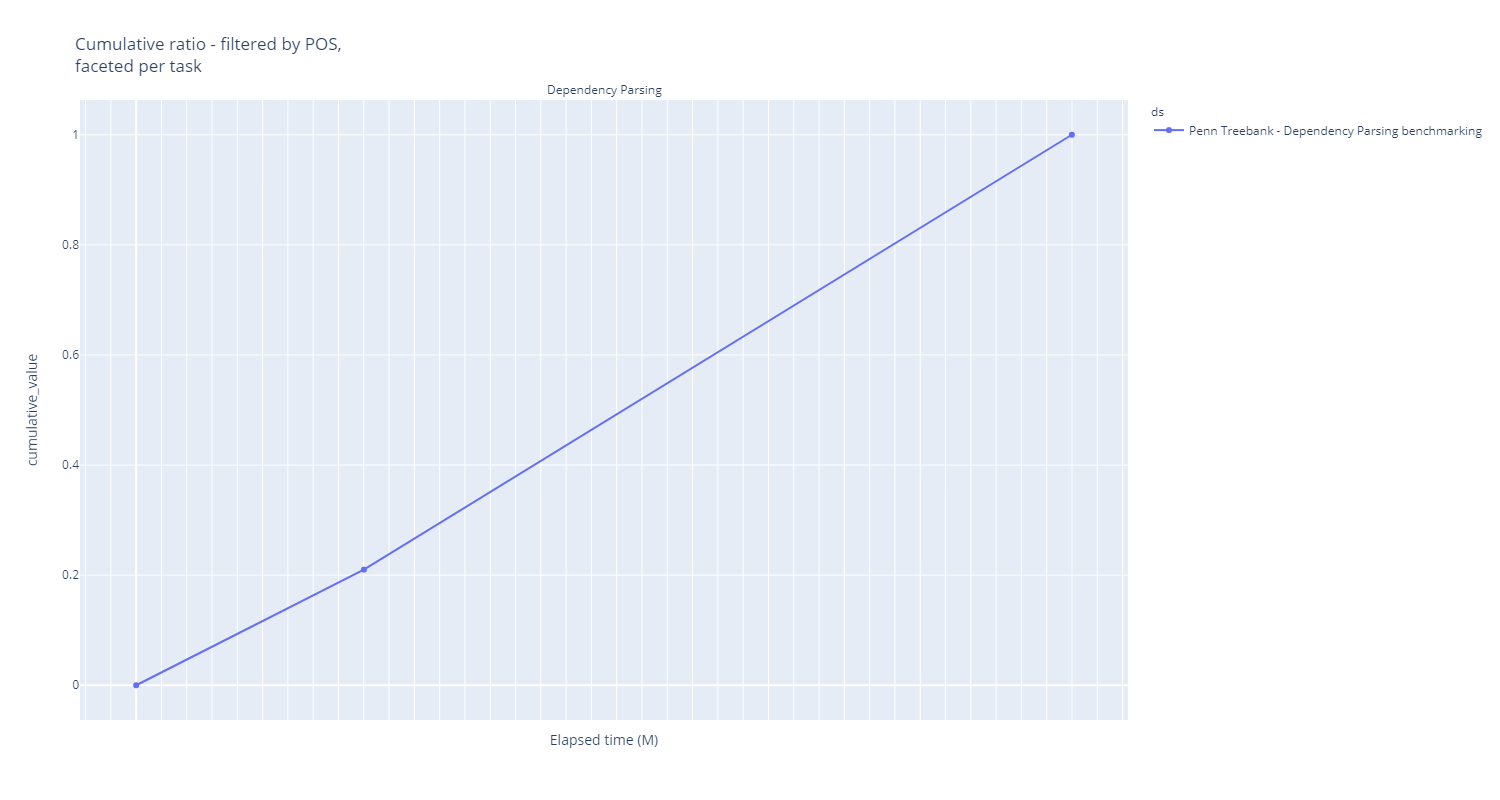 Cumulative ratio - filtered by POS,
faceted per task
Dependency Parsing
ds
Penn Treebank - Dependency Parsing benchmarking
1
0.8
0.6
0.4
0.2
0
cumulative_value
Elapsed time (M)